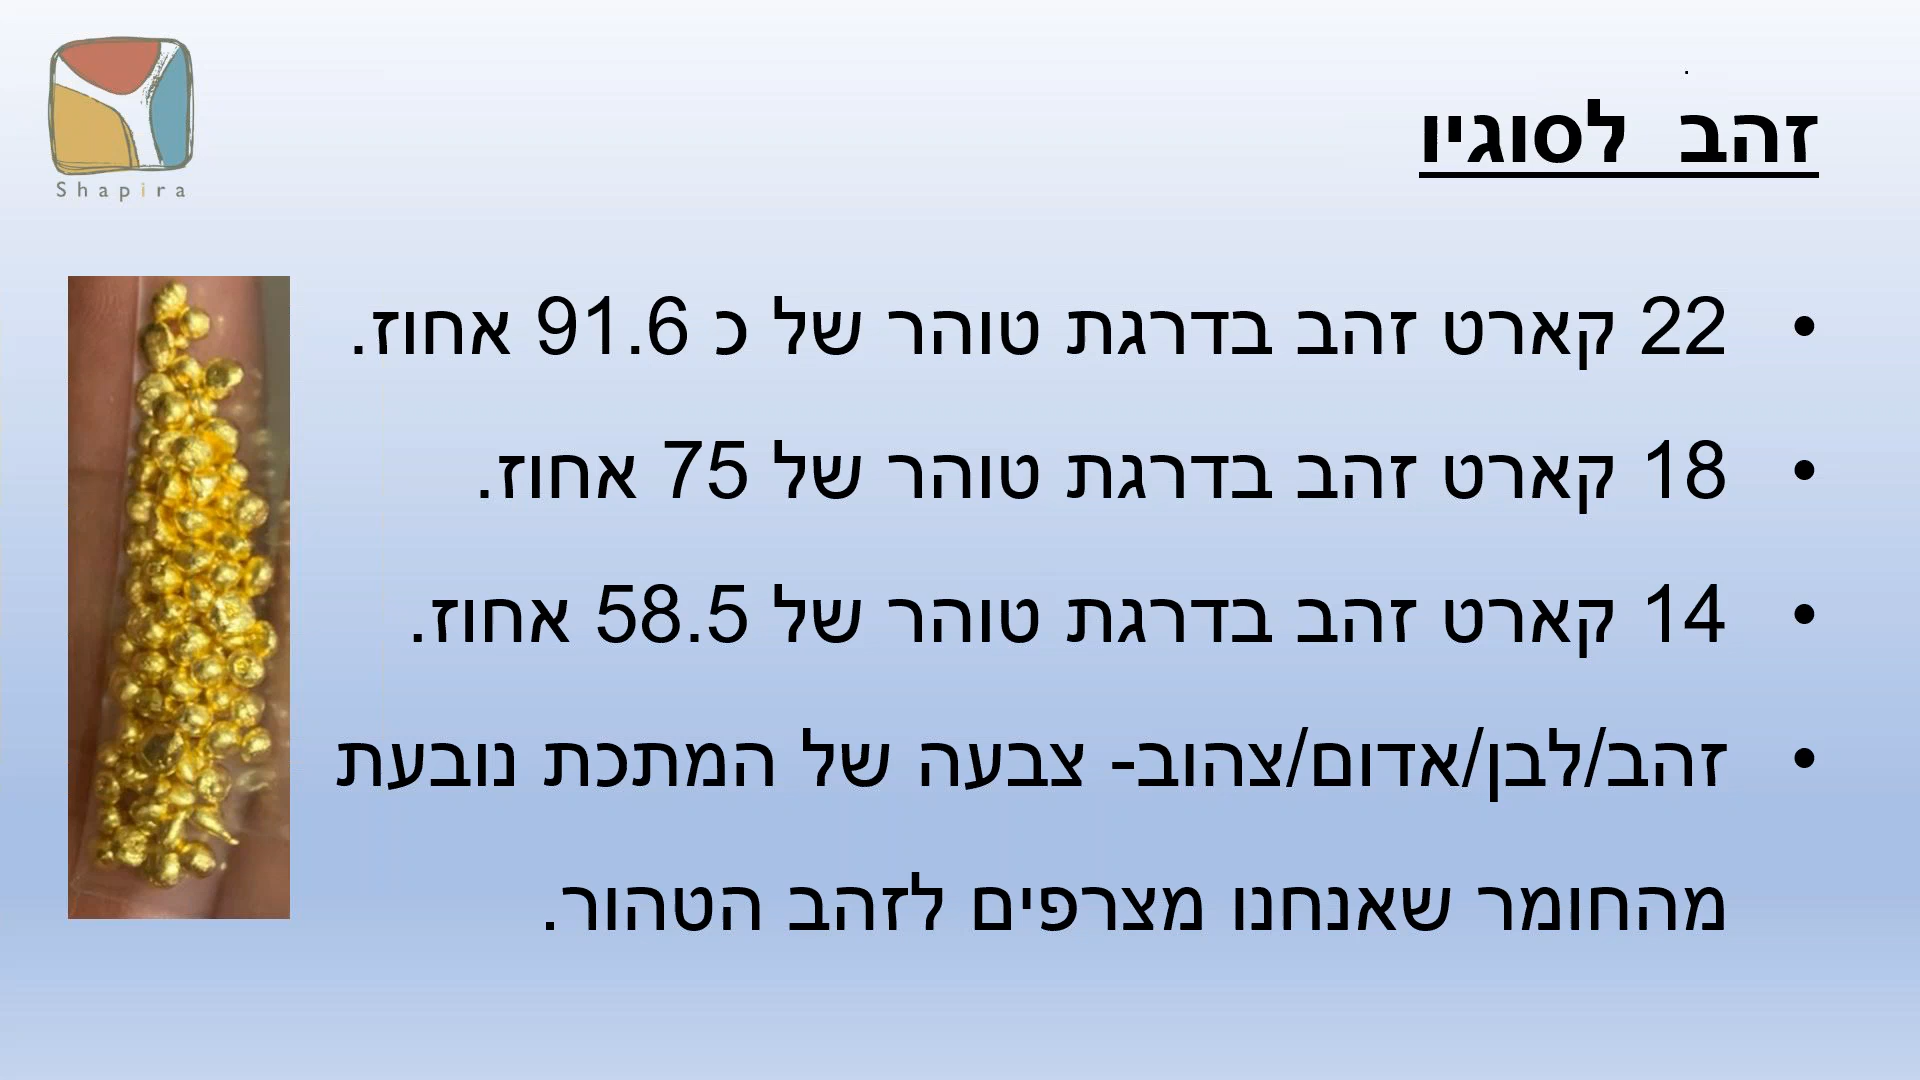 Shapira
זהב לסוגיו
• 22 קארט זהב בדרגת טוהר של כ 91.6 אחוז.
• 18 קארט זהב בדרגת טוהר של 75 אחוז.
• 14 קארט זהב בדרגת טוהר של 58.5 אחוז.
• זהב/לבן/אדום/צהוב- צבעה של המתכת נובעת
מהחומר שאנחנו מצרפים לזהב הטהור.